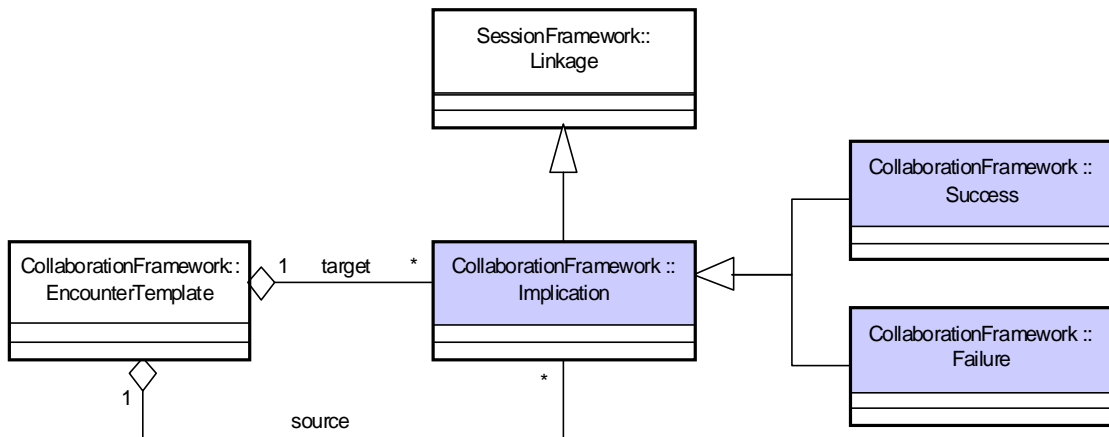 SessionFramework::
Linkage
CollaborationFramework ::
Success
CollaborationFramework::
EncounterTemplate
1 target *
CollaborationFramework ::
Implication
CollaborationFramework ::
Failure
1
*
source